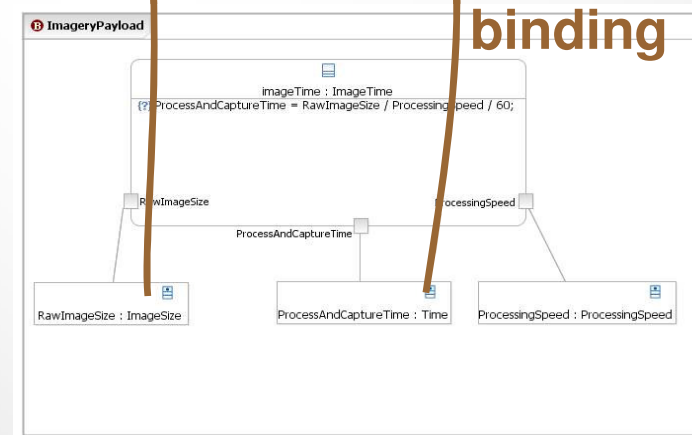 ImageryPayload
binding
imageTime : ImageTime
{?} ProcessAndCaptureTime = RawImageSize / ProcessingSpeed / 60;
RawImageSize
ProcessingSpeed
ProcessAndCaptureTime
RawImageSize : ImageSize
ProcessAndCaptureTime : Time
ProcessingSpeed : ProcessingSpeed